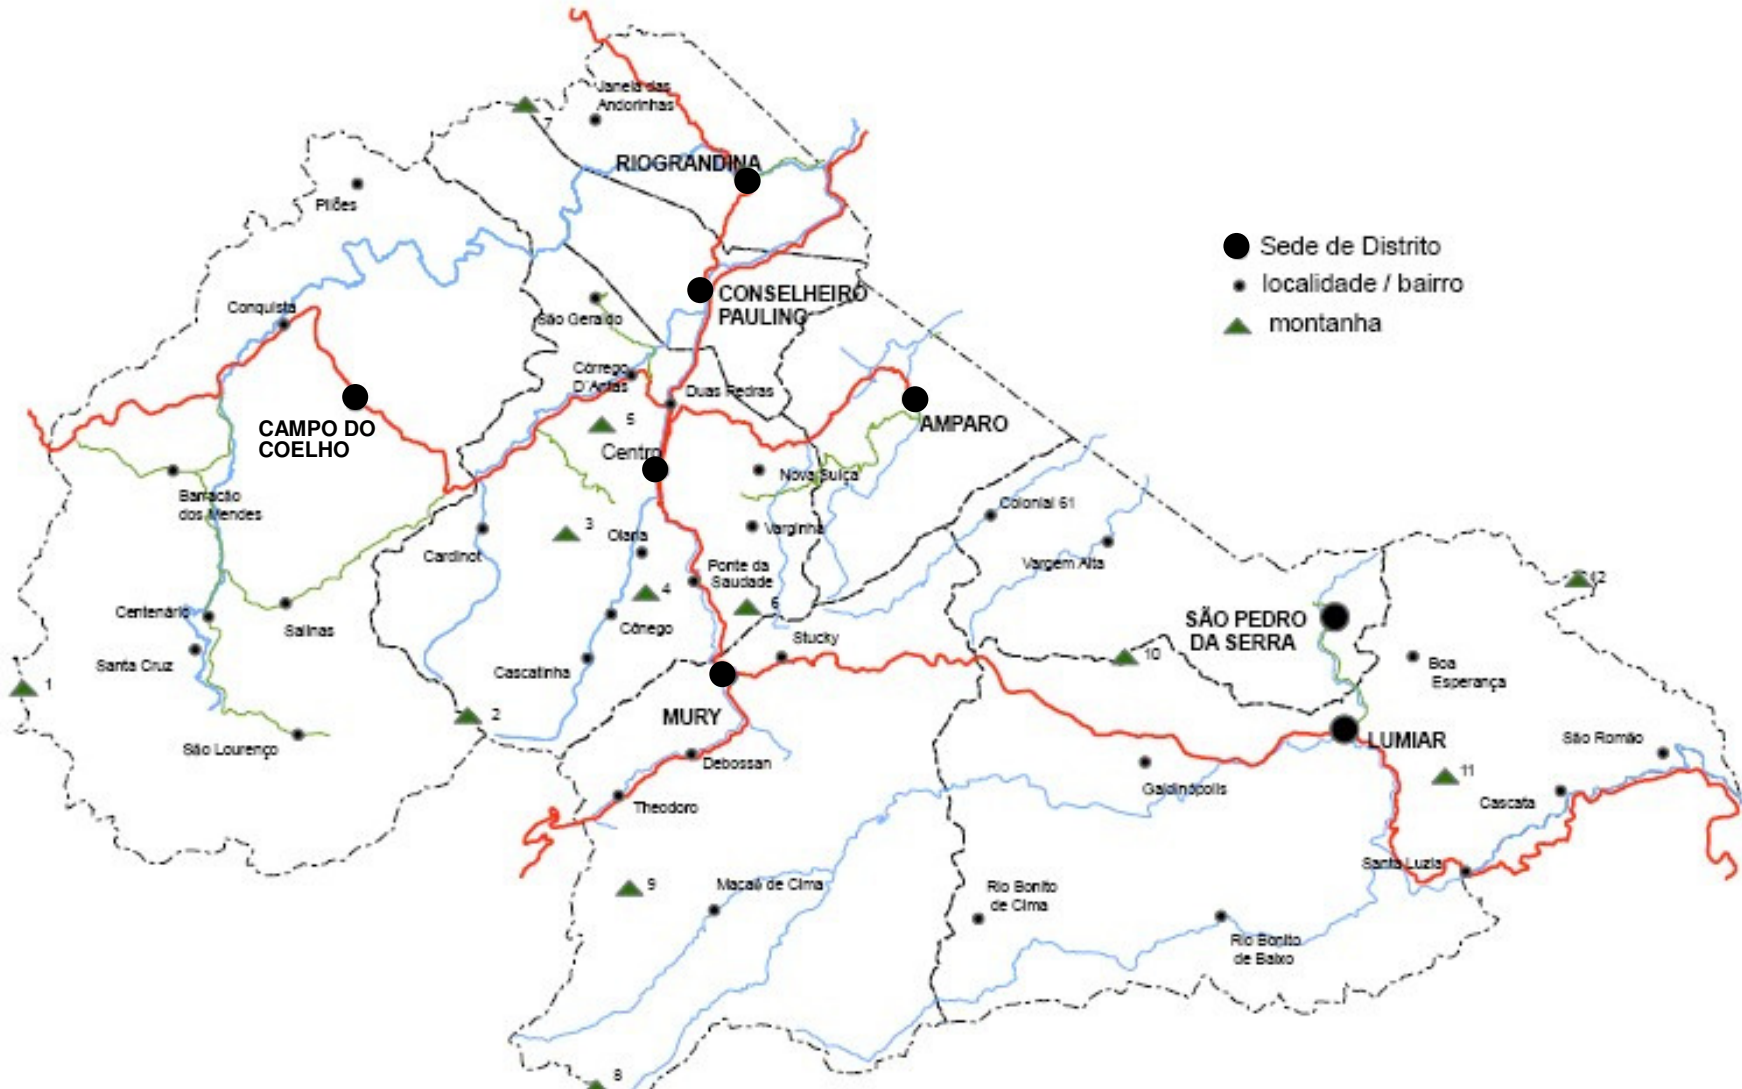 Janela das
Andorinhas
7
RIOGRANDINA
Pilões
Sede de Distrito
localidade / bairro
montanha
Conquista
CONSELHEIRO
PAULINO
São Geraldo
Córrego
D'Antas
Duas Pedras
CAMPO DO
COELHO
5
AMPARO
Centro
Nova Suíça
Barracão
dos Mendes
Colonial 61
3
Olaria
Varginha
Cardinot
Vargem Alta
Ponte da
Saudade
4
6
12
Centenário
Salinas
Cônego
Stucky
SÃO PEDRO
DA SERRA
Santa Cruz
Cascatinha
10
Boa
Esperança
1
2
MURY
LUMIAR
São Lourenço
Debossan
São Romão
11
Galdinópolis
Theodoro
Cascata
Santa Luzia
9
Macaé de Cima
Rio Bonito
de Cima
Rio Bonito
de Baixo
8